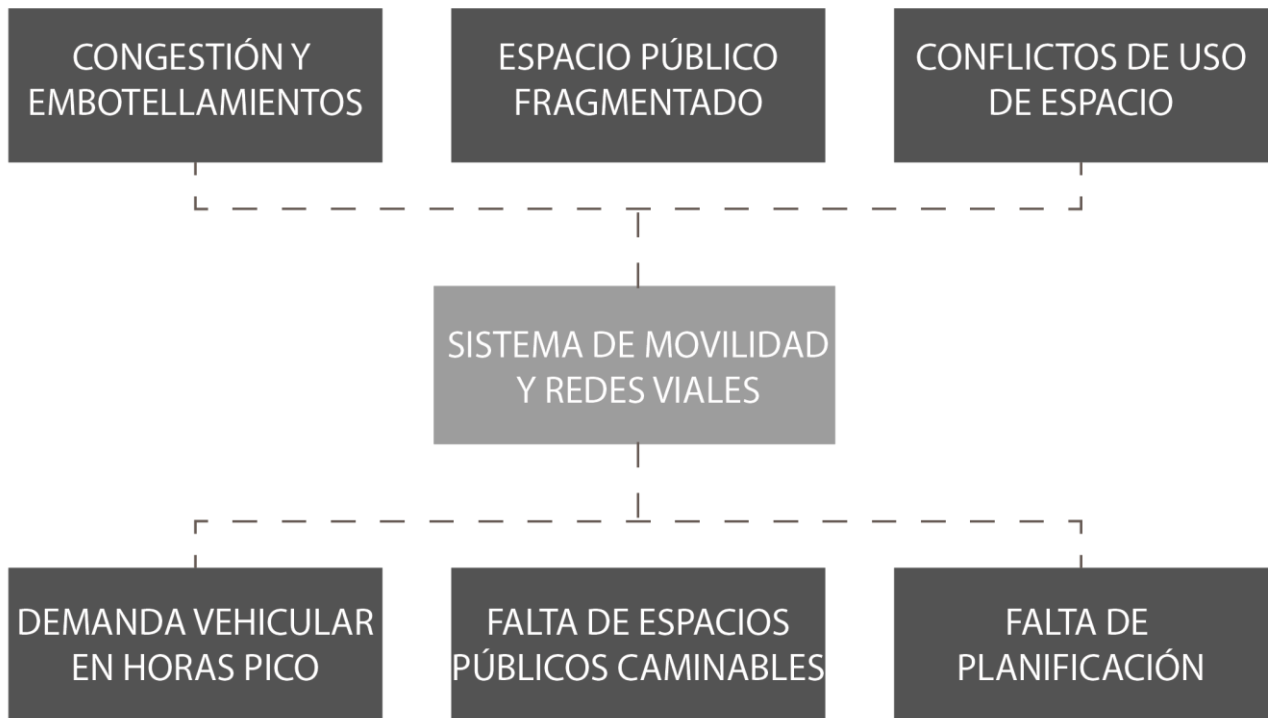 CONGESTIÓN Y
EMBOTELLAMIENTOS
ESPACIO PÚBLICO
FRAGMENTADO
CONFLICTOS DE USO
DE ESPACIO
SISTEMA DE MOVILIDAD
Y REDES VIALES
DEMANDA VEHICULAR
EN HORAS PICO
FALTA DE ESPACIOS
PÚBLICOS CAMINABLES
FALTA DE
PLANIFICACIÓN